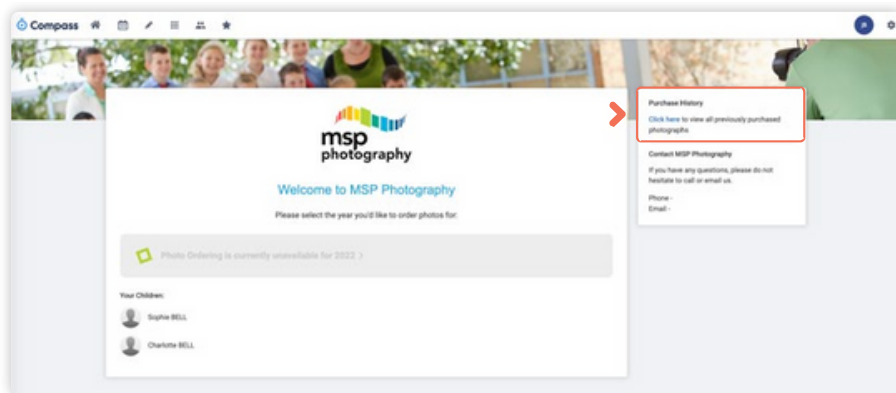 Compass
msp
photography
Welcome to MSP Photography
Please select the year you'd like to order photos for:
Photo Ordering is currently unavailable for 2022 >
Your Children:
Sophie BELL
Charlotte BELL
Purchase History
Click here to view all previously purchased
photographs
Contact MSP Photography
If you have any questions, please do not
hesitate to call or email us.
Phone -
Email -